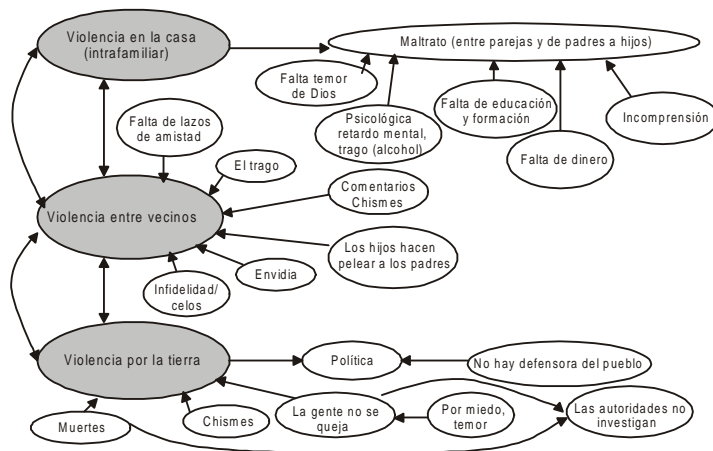 Violencia en la casa
(intrafamiliar)
Maltrato (entre parejas y de padres a hijos)
Falta temor
de Dios
Psicológica
retardo mental,
trago (alcohol)
Falta de educación
y formación
Falta de dinero
Incomprensión
Falta de lazos
de amistad
El trago
Comentarios
Chismes
Violencia entre vecinos
Los hijos hacen
pelear a los padres
Envidia
Infidelidad/
celos
Violencia por la tierra
Política
No hay defensora del pueblo
Muertes
Chismes
La gente no se
queja
Por miedo,
temor
Las autoridades no
investigan